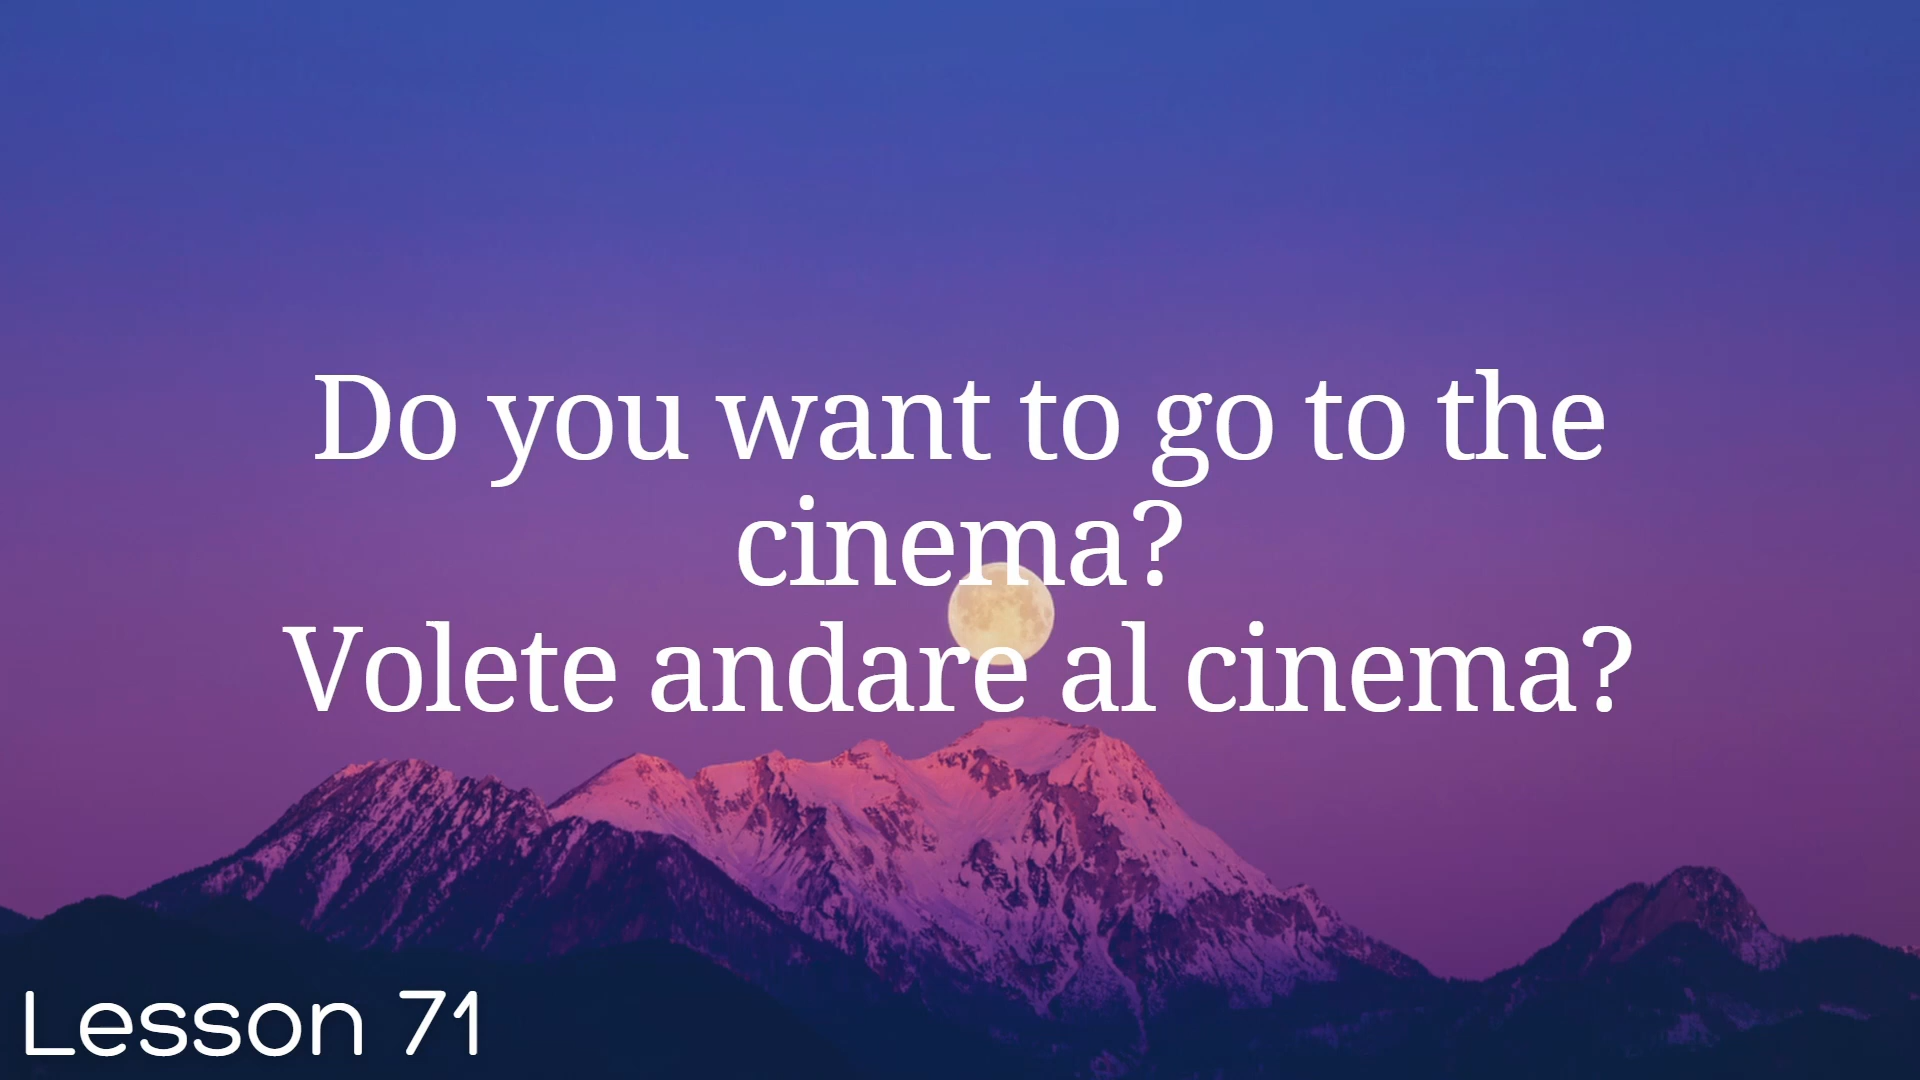 Do you want to go to the
cinema?
Volete andare al cinema?
Lesson 71